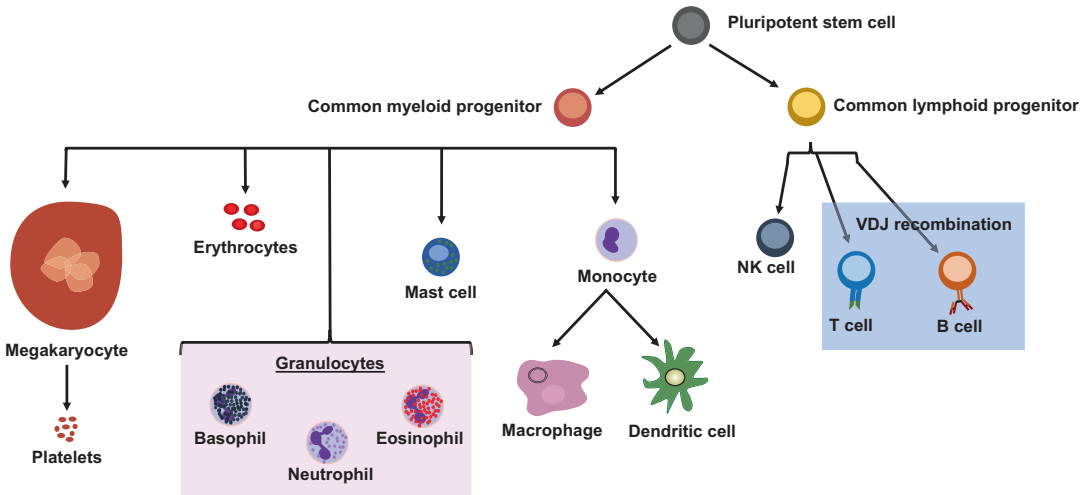 Pluripotent stem cell
Common myeloid progenitor
Common lymphoid progenitor
VDJ recombination
Erythrocytes
Mast cell
Monocyte
NK cell
T cell
B cell
Megakaryocyte
Granulocytes
Basophil
Eosinophil
Neutrophil
Macrophage
Dendritic cell
Platelets